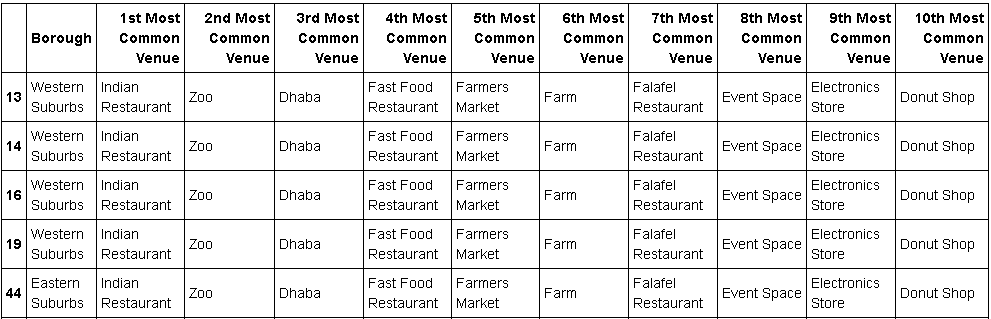 Borough 1st Most Common Venue 2nd Most Common Venue 3rd Most Common Venue 4th Most Common Venue 5th Most Common Venue 6th Most Common Venue 7th Most Common Venue 8th Most Common Venue 9th Most Common Venue 10th Most Common Venue
13 Western Suburbs Indian Restaurant Zoo Dhaba Fast Food Restaurant Farmers Market Farm Falafel Restaurant Event Space Electronics Store Donut Shop
14 Western Suburbs Indian Restaurant Zoo Dhaba Fast Food Restaurant Farmers Market Farm Falafel Restaurant Event Space Electronics Store Donut Shop
16 Western Suburbs Indian Restaurant Zoo Dhaba Fast Food Restaurant Farmers Market Farm Falafel Restaurant Event Space Electronics Store Donut Shop
19 Western Suburbs Indian Restaurant Zoo Dhaba Fast Food Restaurant Farmers Market Farm Falafel Restaurant Event Space Electronics Store Donut Shop
44 Eastern Suburbs Indian Restaurant Zoo Dhaba Fast Food Restaurant Farmers Market Farm Falafel Restaurant Event Space Electronics Store Donut Shop